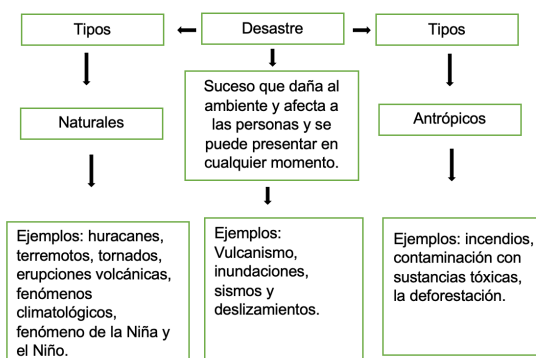 Tipos
Desastre
Tipos
Suceso que daña al
ambiente y afecta a
las personas y se
puede presentar en
cualquier momento.
Naturales
Antrópicos
Ejemplos: huracanes,
terremotos, tornados,
erupciones volcánicas,
fenómenos
climatológicos,
fenómeno de la Niña y
el Niño.
Ejemplos:
Vulcanismo,
inundaciones,
sismos y
deslizamientos.
Ejemplos: incendios,
contaminación con
sustancias tóxicas,
la deforestación.